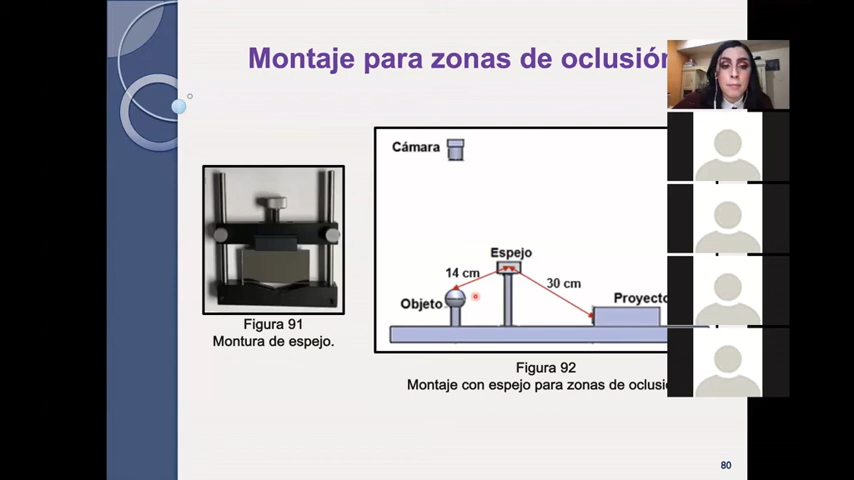 Montaje para zonas de oclusión
Cámara
Espejo
14 cm
30 cm
Objeto
Proyecto
Figura 91
Montura de espejo.
Figura 92
Montaje con espejo para zonas de oclusi
80